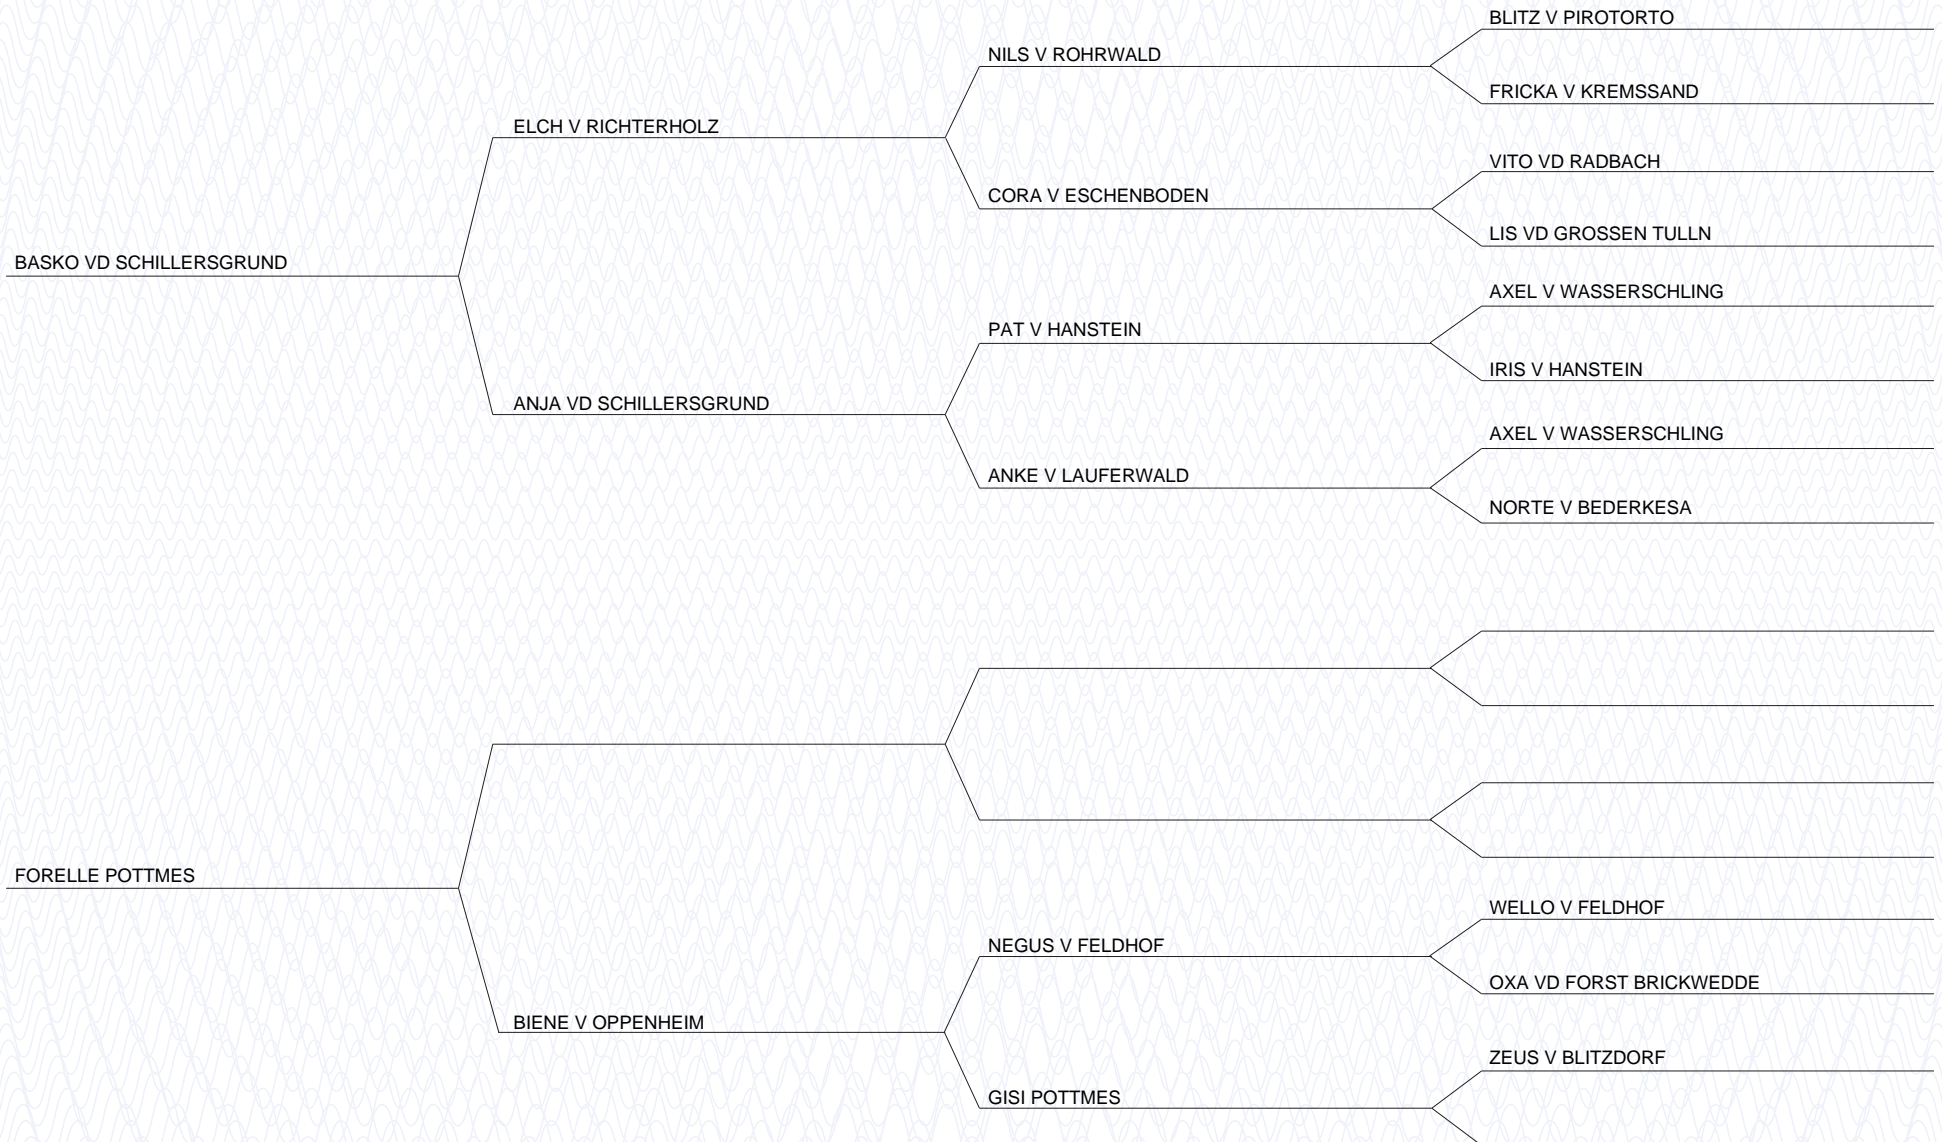 BLITZ V PIROTORTO
NILS V ROHRWALD
FRICKA V KREMSSAND
ELCH V RICHTERHOLZ
VITO VD RADBACH
CORA V ESCHENBODEN
LIS VD GROSSEN TULLN
BASKO VD SCHILLERSGRUND
AXEL V WASSERSCHLING
PAT V HANSTEIN
IRIS V HANSTEIN
ANJA VD SCHILLERSGRUND
AXEL V WASSERSCHLING
ANKE V LAUFERWALD
NORTE V BEDERKESA
FORELLE POTTMES
WELLO V FELDHOF
NEGUS V FELDHOF
OXA VD FORST BRICKWEDDE
BIENE V OPPENHEIM
ZEUS V BLITZDORF
GISI POTTMES